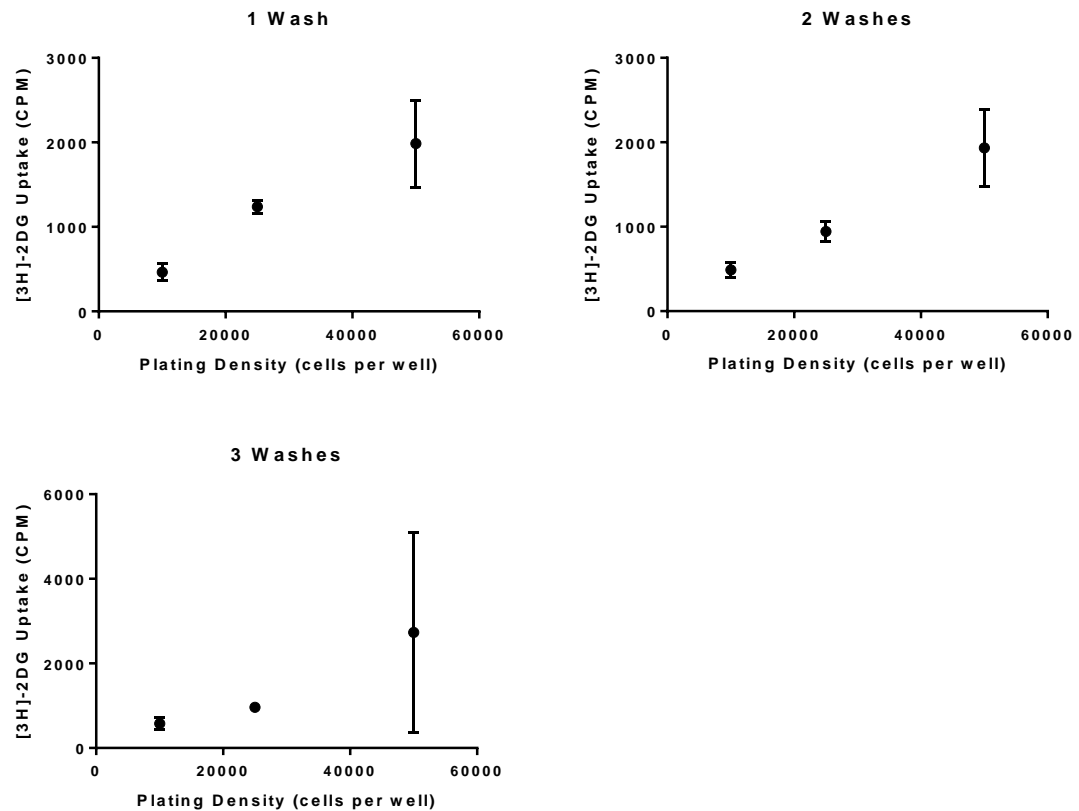 1 Wash
[3H]-2DG Uptake (CPM)
3000
2000
1000
0
0 20000 40000 60000
Plating Density (cells per well)
2 Washes
[3H]-2DG Uptake (CPM)
3000
2000
1000
0
0 20000 40000 60000
Plating Density (cells per well)
3 Washes
[3H]-2DG Uptake (CPM)
6000
4000
2000
0
0 20000 40000 60000
Plating Density (cells per well)